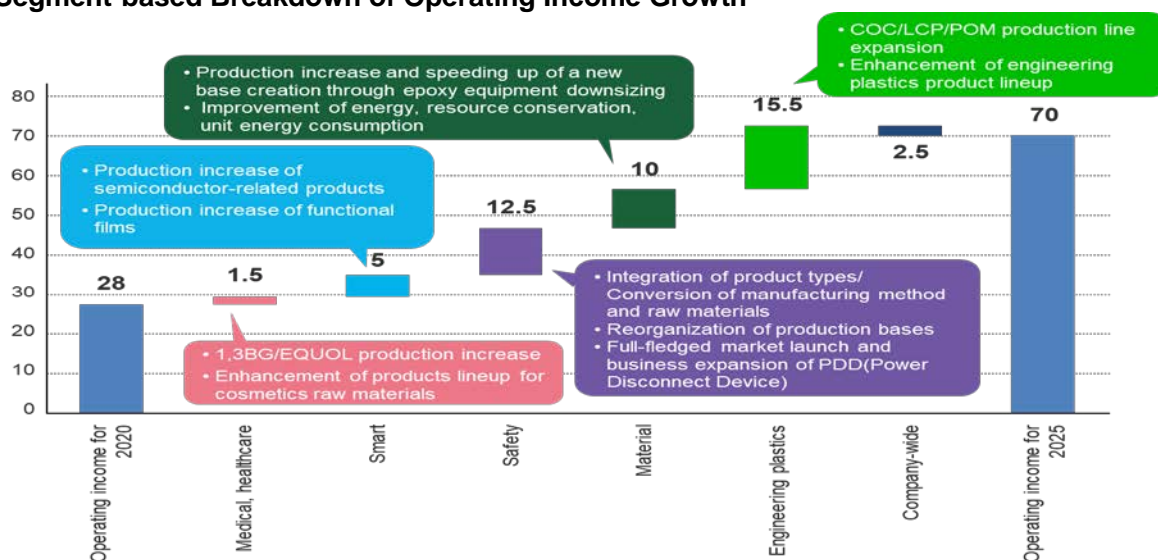 Segment-based Breakdown of Operating Income Growth
• COC/LCP/POM production line
expansion
• Enhancement of engineering
plastics product lineup
• Production increase and speeding up of a new
base creation through epoxy equipment downsizing
• Improvement of energy, resource conservation,
unit energy consumption
• Production increase of
semiconductor-related products
• Production increase of functional
films
• Integration of product types/
Conversion of manufacturing method
and raw materials
• Reorganization of production bases
• Full-fledged market launch and
business expansion of PDD(Power
Disconnect Device)
• 1,3BG/EQUOL production increase
• Enhancement of products lineup for
cosmetics raw materials
80
70
60
50
40
30
20
10
0
28
1.5
5
12.5
10
15.5
2.5
70
Operating income for
2020
Medical, healthcare
Smart
Safety
Material
Engineering plastics
Company-wide
Operating income for
2025